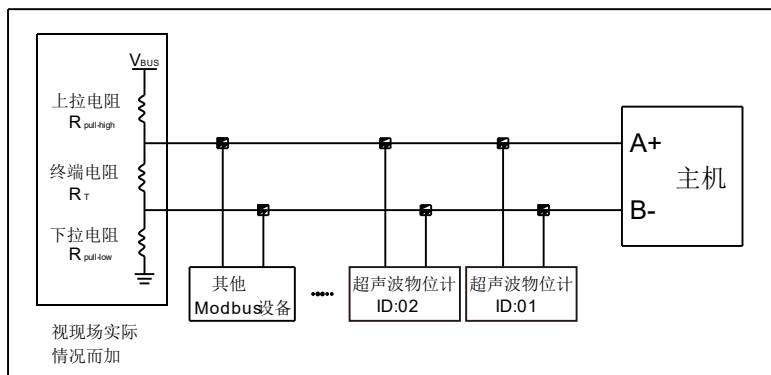 VBUS
上拉电阻
R pull-high
终端电阻
R T
下拉电阻
R pull-low
视现场实际
情况而加
A+
主机
B-
其他
Modbus设备
.....
超声波物位计
ID:02
超声波物位计
ID:01